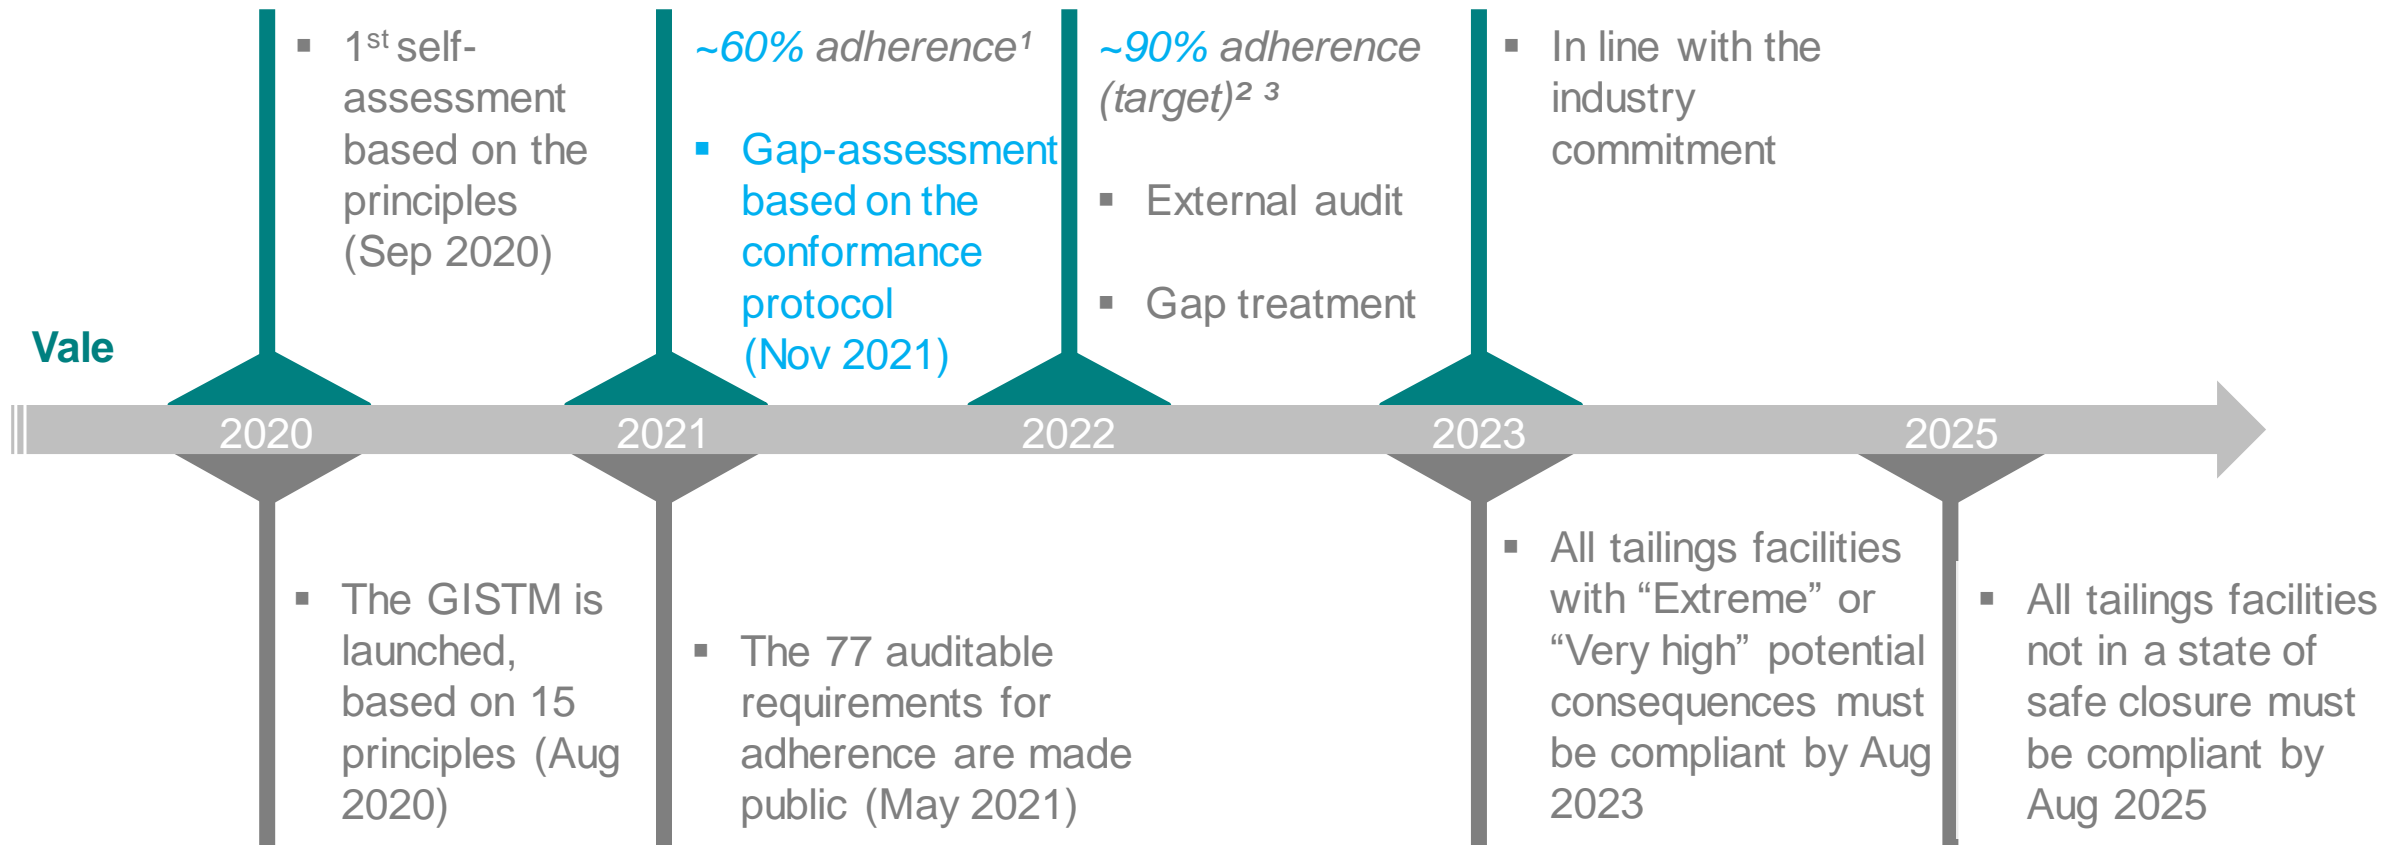 ▪ 1st self-
assessment
based on the
principles
(Sep 2020)
~60% adherence¹
▪ Gap-assessment
based on the
conformance
protocol
(Nov 2021)
~90% adherence
(target)² ³
▪ External audit
▪ Gap treatment
▪ In line with the
industry
commitment
Vale
2020
2021
2022
2023
2025
▪ The GISTM is
launched,
based on 15
principles (Aug
2020)
▪ The 77 auditable
requirements for
adherence are made
public (May 2021)
▪ All tailings facilities
with “Extreme” or
“Very high” potential
consequences must
be compliant by Aug
2023
▪ All tailings facilities
not in a state of
safe closure must
be compliant by
Aug 2025